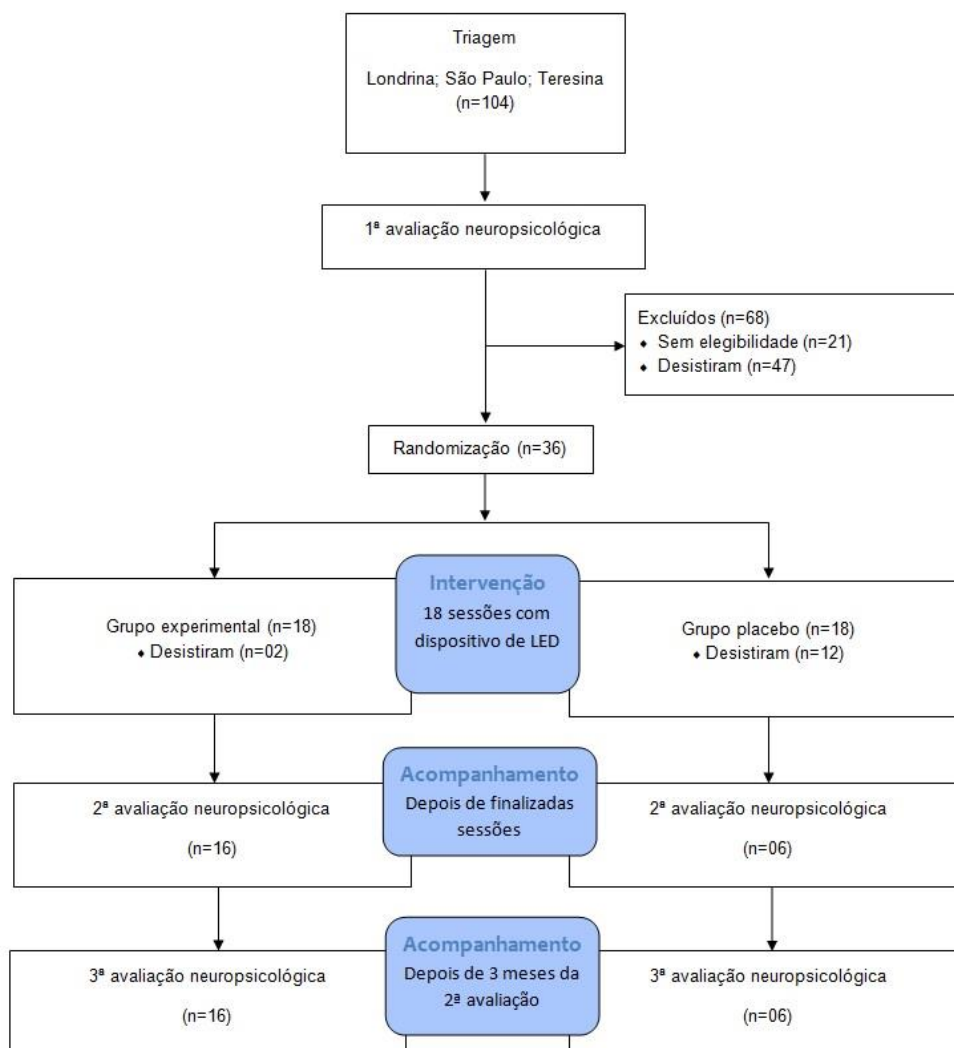 Triagem
Londrina; São Paulo; Teresina
(n=104)
1ª avaliação neuropsicológica
Excluídos (n=68)
♦ Sem elegibilidade (n=21)
♦ Desistiram (n=47)
Randomização (n=36)
Intervenção
18 sessões com
dispositivo de LED
Grupo experimental (n=18)
♦ Desistiram (n=02)
Grupo placebo (n=18)
♦ Desistiram (n=12)
Acompanhamento
Depois de finalizadas
sessões
2ª avaliação neuropsicológica
(n=16)
2ª avaliação neuropsicológica
(n=06)
Acompanhamento
Depois de 3 meses da
2ª avaliação
3ª avaliação neuropsicológica
(n=16)
3ª avaliação neuropsicológica
(n=06)